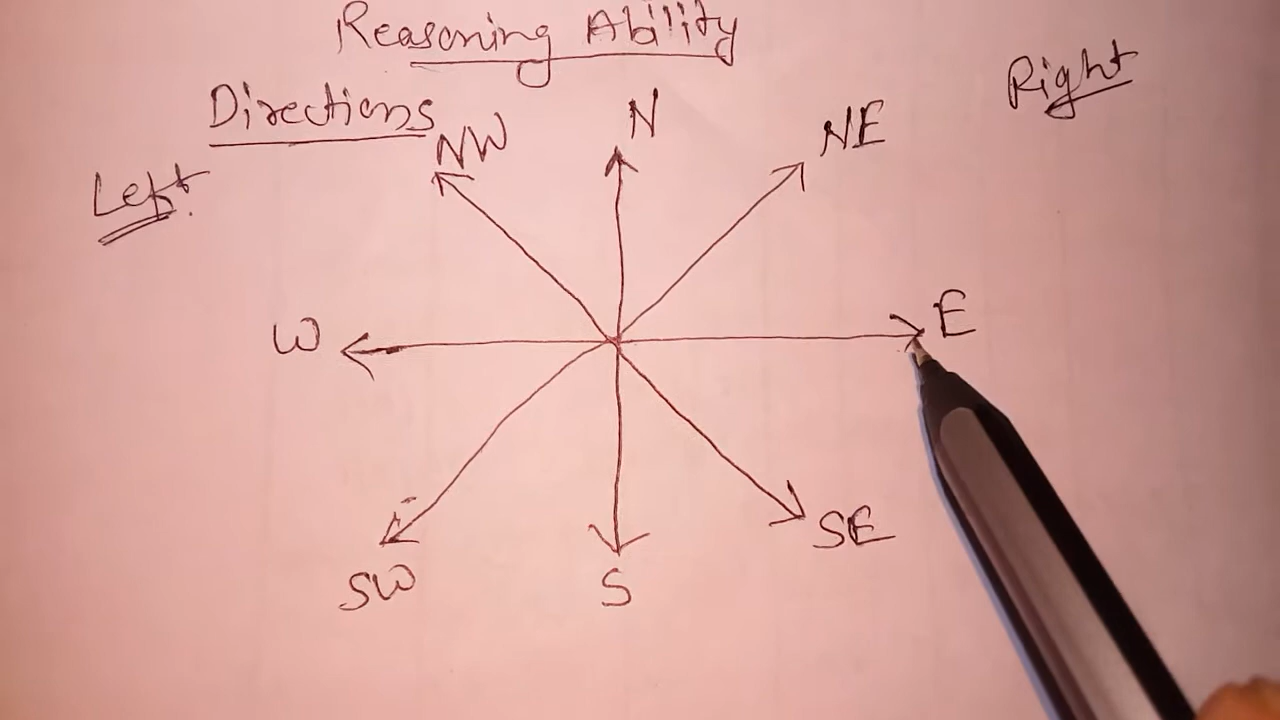 Reasoning Ability
Directions
Right
Left
NW
N
NE
W
E
SW
S
SE